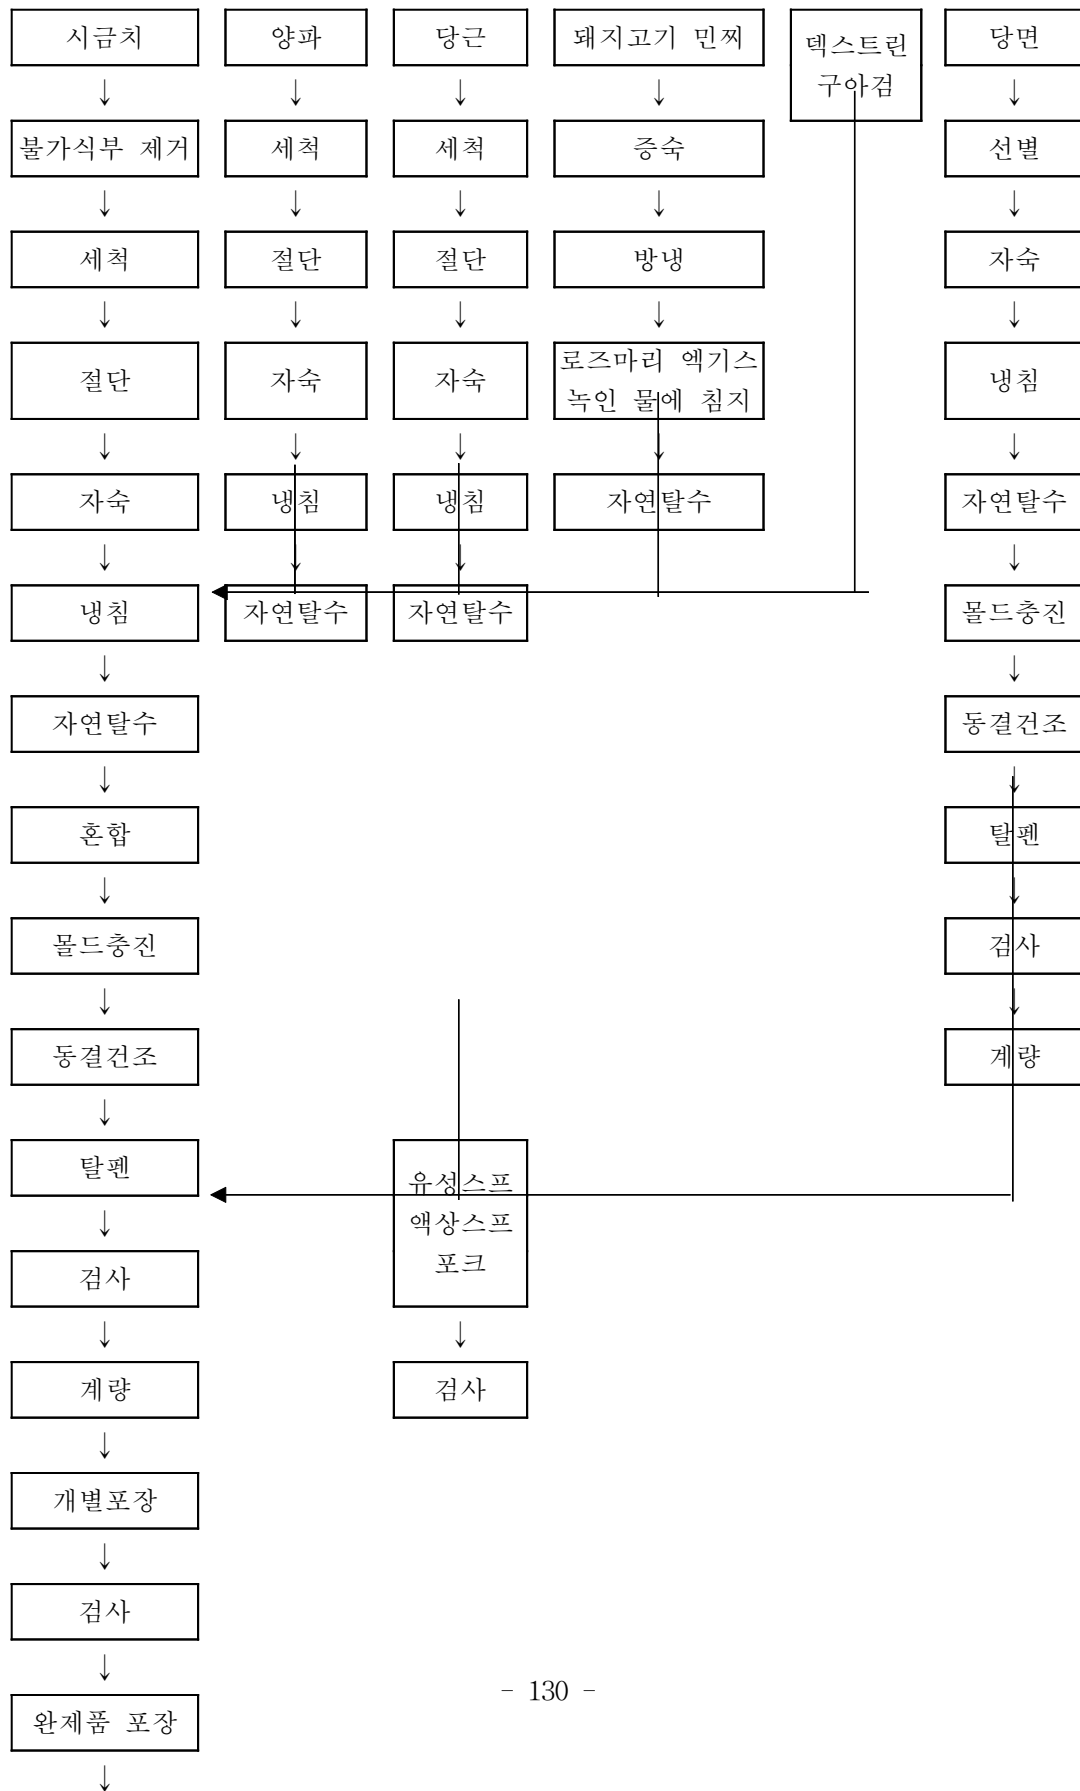 시금치
양파
당근
돼지고기 민찌
덱스트린
구아검
당면
불가식부 제거
세척
세척
증숙
선별
세척
절단
절단
방냉
자숙
절단
자숙
자숙
로즈마리 엑기스
녹인 물에 침지
냉침
자숙
냉침
냉침
자연탈수
자연탈수
냉침
자연탈수
자연탈수
몰드충진
자연탈수
동결건조
혼합
탈펜
몰드충진
검사
동결건조
계량
탈펜
유성스프
액상스프
포크
검사
계량
검사
개별포장
검사
완제품 포장
- 130 -